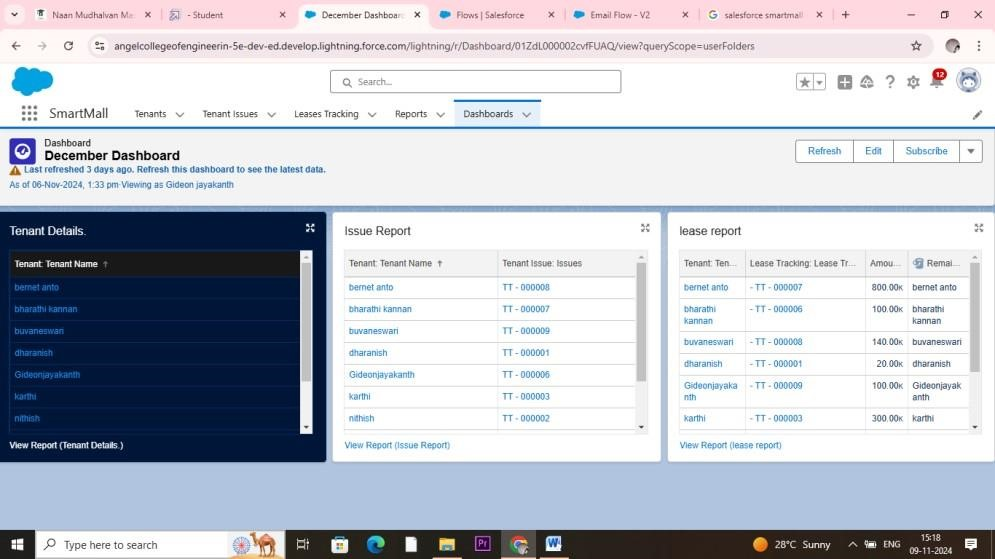 Naan Mudhalvan Ma
- Student
December Dashboard
Flows | Salesforce
Email Flow - V2
salesforce smartmall
angelcollegeofengineerin-5e-dev-ed.develop.lightning.force.com/lightning/r/Dashboard/01ZdL000002cvfFUAQ/view?queryScope=userFolders
Search...
12
SmartMall
Tenants
Tenant Issues
Leases Tracking
Reports
Dashboards
Dashboard
December Dashboard
Last refreshed 3 days ago. Refresh this dashboard to see the latest data.
As of 06-Nov-2024, 1:33 pm·Viewing as Gideon jayakanth
Refresh
Edit
Subscribe
Tenant Details.
Tenant: Tenant Name ↑
bernet anto
bharathi kannan
buvaneswari
dharanish
Gideonjayakanth
karthi
nithish
View Report (Tenant Details.)
Issue Report
Tenant: Tenant Name ↑ Tenant Issue: Issues
bernet anto TT - 000008
bharathi kannan TT - 000007
buvaneswari TT - 000009
dharanish TT - 000001
Gideonjayakanth TT - 000006
karthi TT - 000003
nithish TT - 000002
View Report (Issue Report)
lease report
Tenant: Ten... Lease Tracking: Lease Tr... Amou... Remai...
bernet anto - TT - 000007 800.00K bernet anto
bharathi kannan - TT - 000006 100.00K bharathi kannan
buvaneswari - TT - 000008 140.00K buvaneswari
dharanish - TT - 000001 20.00K dharanish
Gideonjayakanth - TT - 000009 100.00K Gideonjayakanth
karthi - TT - 000003 300.00K karthi
View Report (lease report)
Type here to search
Pr
W
28°C Sunny
ENG
15:18
09-11-2024